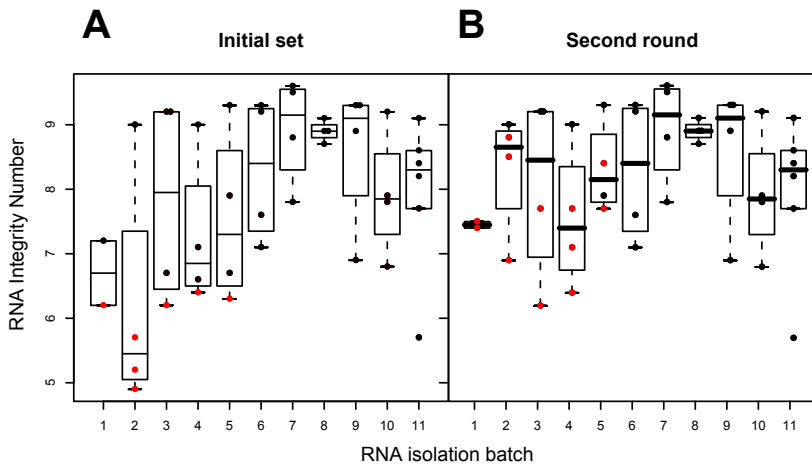 A
Initial set
B
Second round
RNA Integrity Number
9
8
7
6
5
1 2 3 4 5 6 7 8 9 10 11
1 2 3 4 5 6 7 8 9 10 11
RNA isolation batch